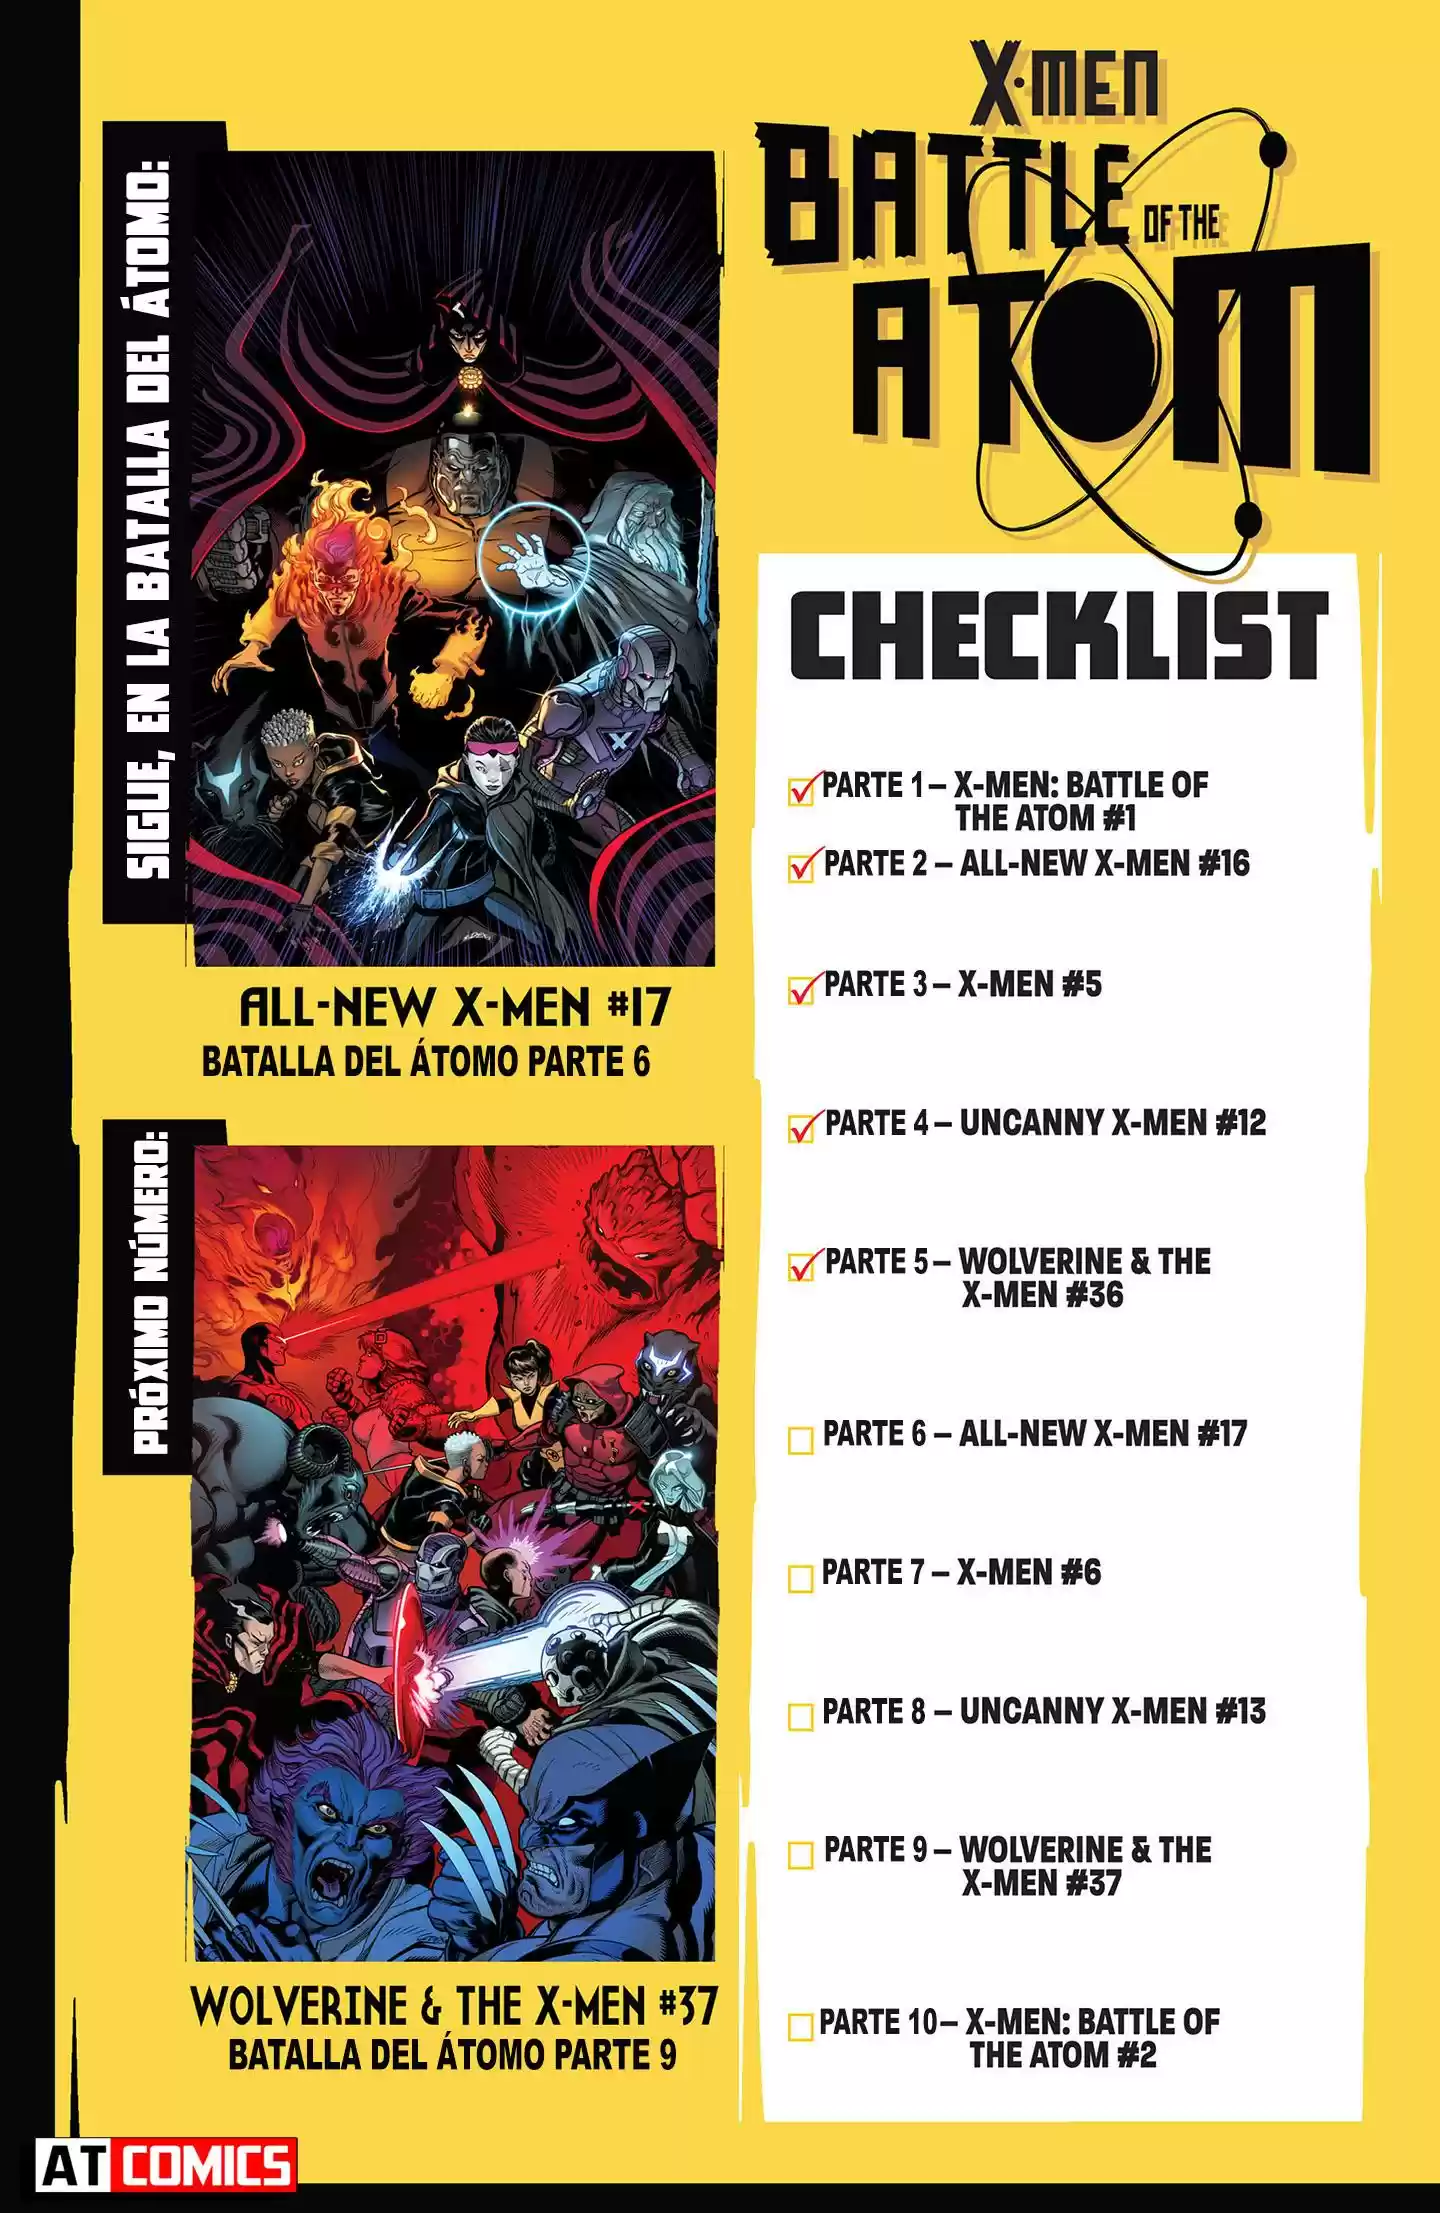 X-MEN
BATTLE OF THE
ATOM
SIGUE, EN LA BATALLA DEL ÁTOMO:
ALL-NEW X-MEN #17
BATALLA DEL ÁTOMO PARTE 6
PRÓXIMO NÚMERO:
WOLVERINE & THE X-MEN #37
BATALLA DEL ÁTOMO PARTE 9
CHECKLIST
PARTE 1 – X-MEN: BATTLE OF
THE ATOM #1
PARTE 2 – ALL-NEW X-MEN #16
PARTE 3 – X-MEN #5
PARTE 4 – UNCANNY X-MEN #12
PARTE 5 – WOLVERINE & THE
X-MEN #36
PARTE 6 – ALL-NEW X-MEN #17
PARTE 7 – X-MEN #6
PARTE 8 – UNCANNY X-MEN #13
PARTE 9 – WOLVERINE & THE
X-MEN #37
PARTE 10 – X-MEN: BATTLE OF
THE ATOM #2
AT COMICS